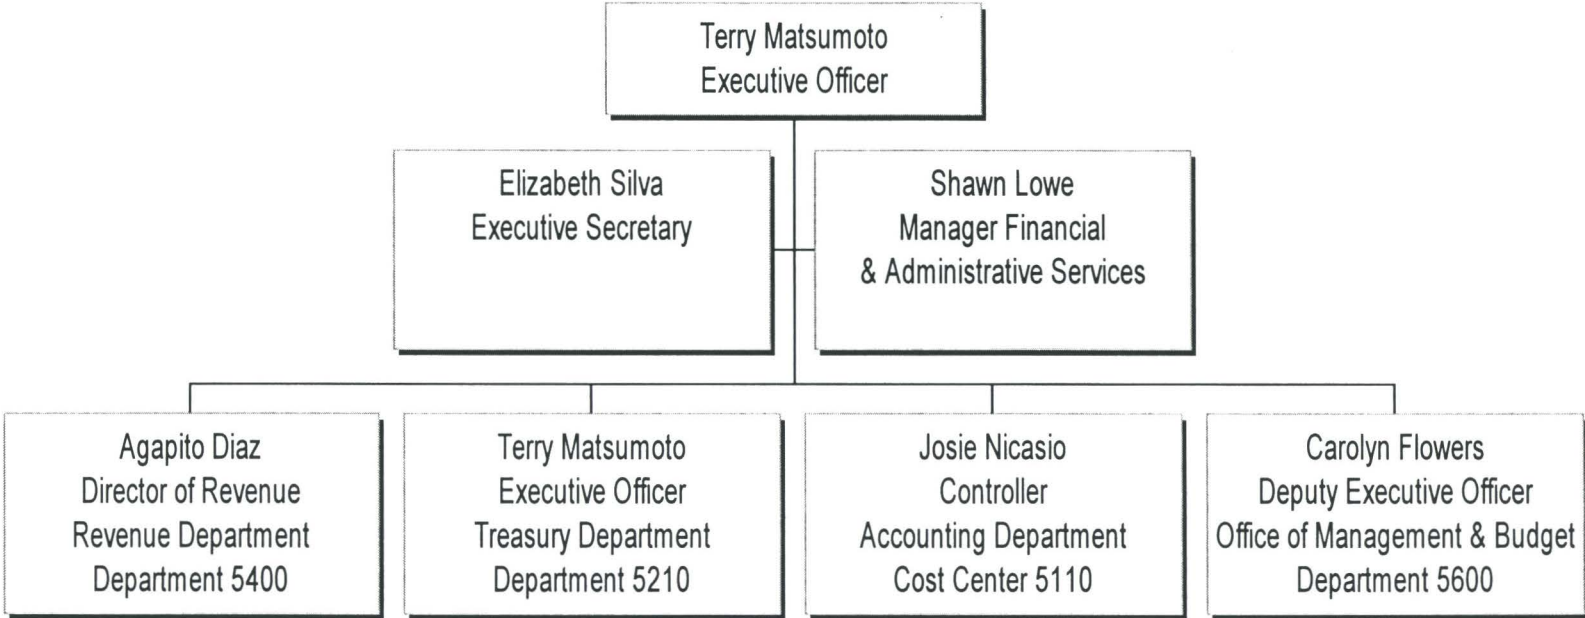 Terry Matsumoto
Executive Officer
Elizabeth Silva
Executive Secretary
Shawn Lowe
Manager Financial
& Administrative Services
Agapito Diaz
Director of Revenue
Revenue Department
Department 5400
Terry Matsumoto
Executive Officer
Treasury Department
Department 5210
Josie Nicasio
Controller
Accounting Department
Cost Center 5110
Carolyn Flowers
Deputy Executive Officer
Office of Management & Budget
Department 5600